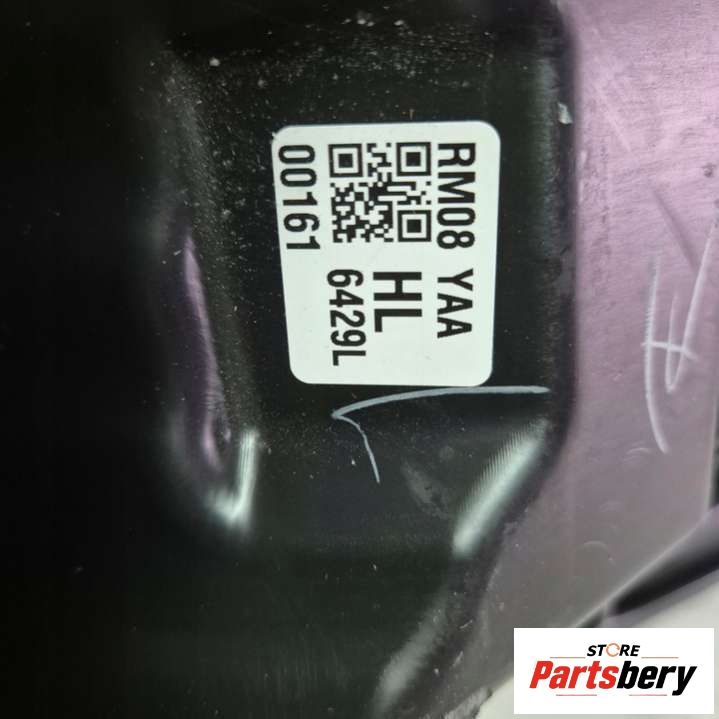 RM08 YAA
HL
6429L
00161
STORE
Partsbery